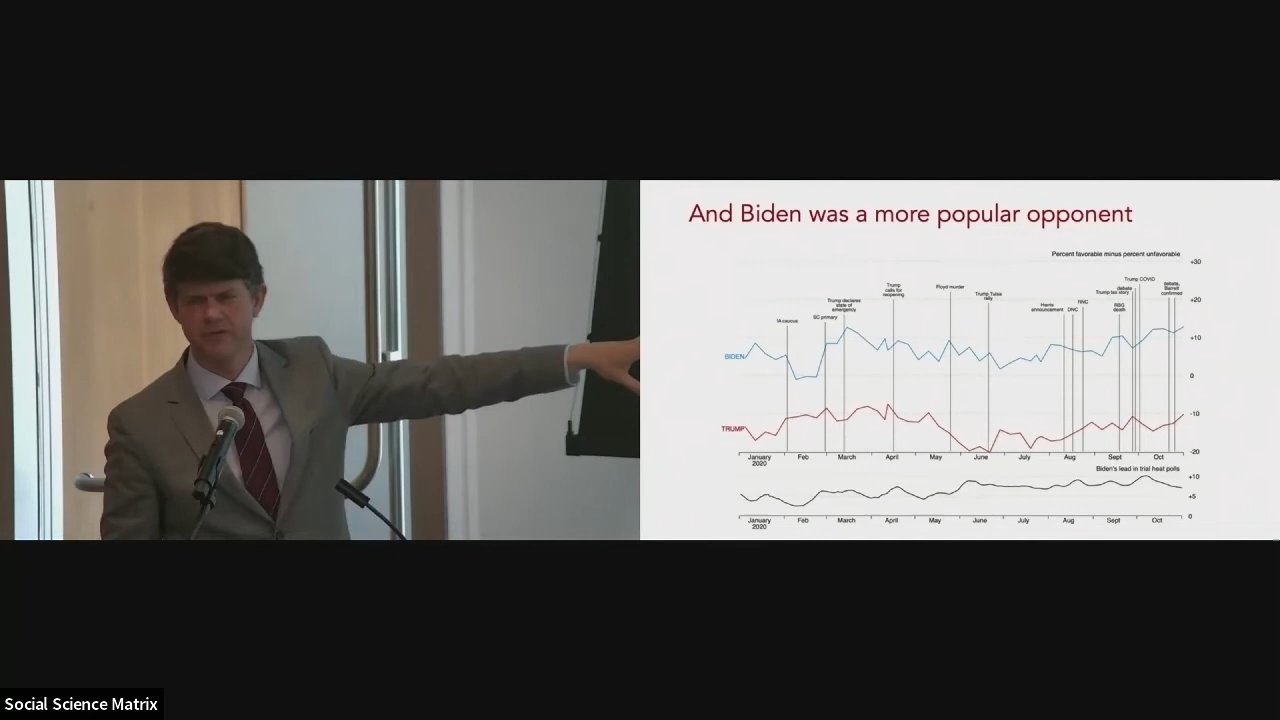 And Biden was a more popular opponent
Percent favorable minus percent unfavorable
+30
Trump COVID
Trump
calls for
reopening
Floyd murder
debate
debate,
Barrett
confirmed
Trump tax story
Trump Tulsa
rally
Trump declares
state of
emergency
+20
RNC
Harris
announcement
DNC
RBG
death
SC primary
IA caucus
+10
BIDEN
0
-10
TRUMP
-20
January
2020
Feb
March
April
May
June
July
Aug
Sept
Oct
Biden's lead in trial heat polls
+10
+5
0
January
2020
Feb
March
April
May
June
July
Aug
Sept
Oct
Social Science Matrix